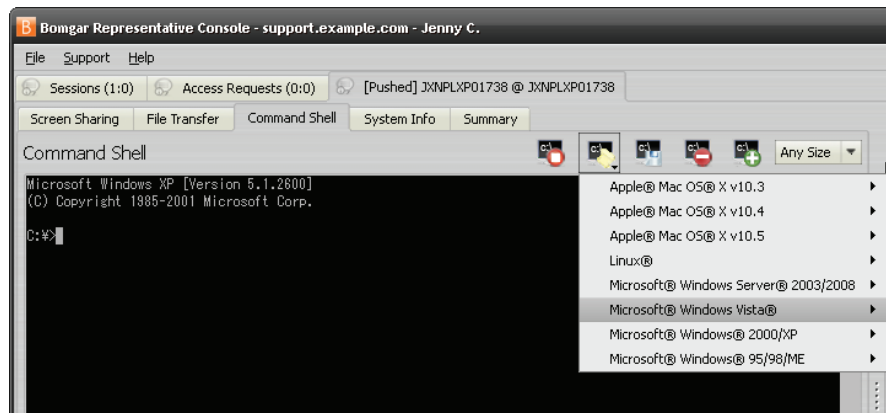 Bomgar Representative Console - support.example.com - Jenny C.
File Support Help
Sessions (1:0) Access Requests (0:0) [Pushed] JXNPLXP01738 @ JXNPLXP01738
Screen Sharing File Transfer Command Shell System Info Summary
Command Shell
Any Size
Microsoft Windows XP [Version 5.1.2600]
(C) Copyright 1985-2001 Microsoft Corp.
C:¥>
Apple® Mac OS® X v10.3
Apple® Mac OS® X v10.4
Apple® Mac OS® X v10.5
Linux®
Microsoft® Windows Server® 2003/2008
Microsoft® Windows Vista®
Microsoft® Windows® 2000/XP
Microsoft® Windows® 95/98/ME